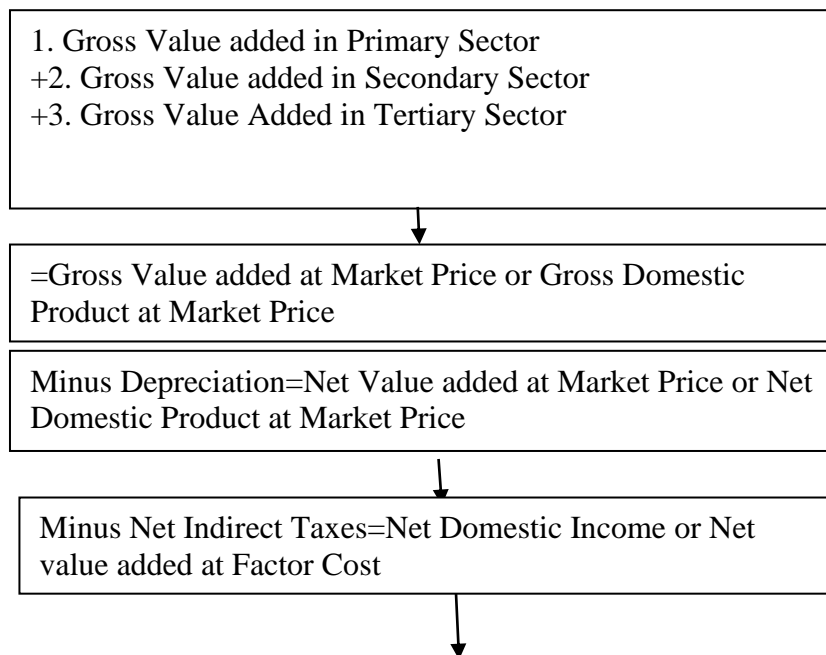 1. Gross Value added in Primary Sector
+2. Gross Value added in Secondary Sector
+3. Gross Value Added in Tertiary Sector
=Gross Value added at Market Price or Gross Domestic
Product at Market Price
Minus Depreciation=Net Value added at Market Price or Net
Domestic Product at Market Price
Minus Net Indirect Taxes=Net Domestic Income or Net
value added at Factor Cost